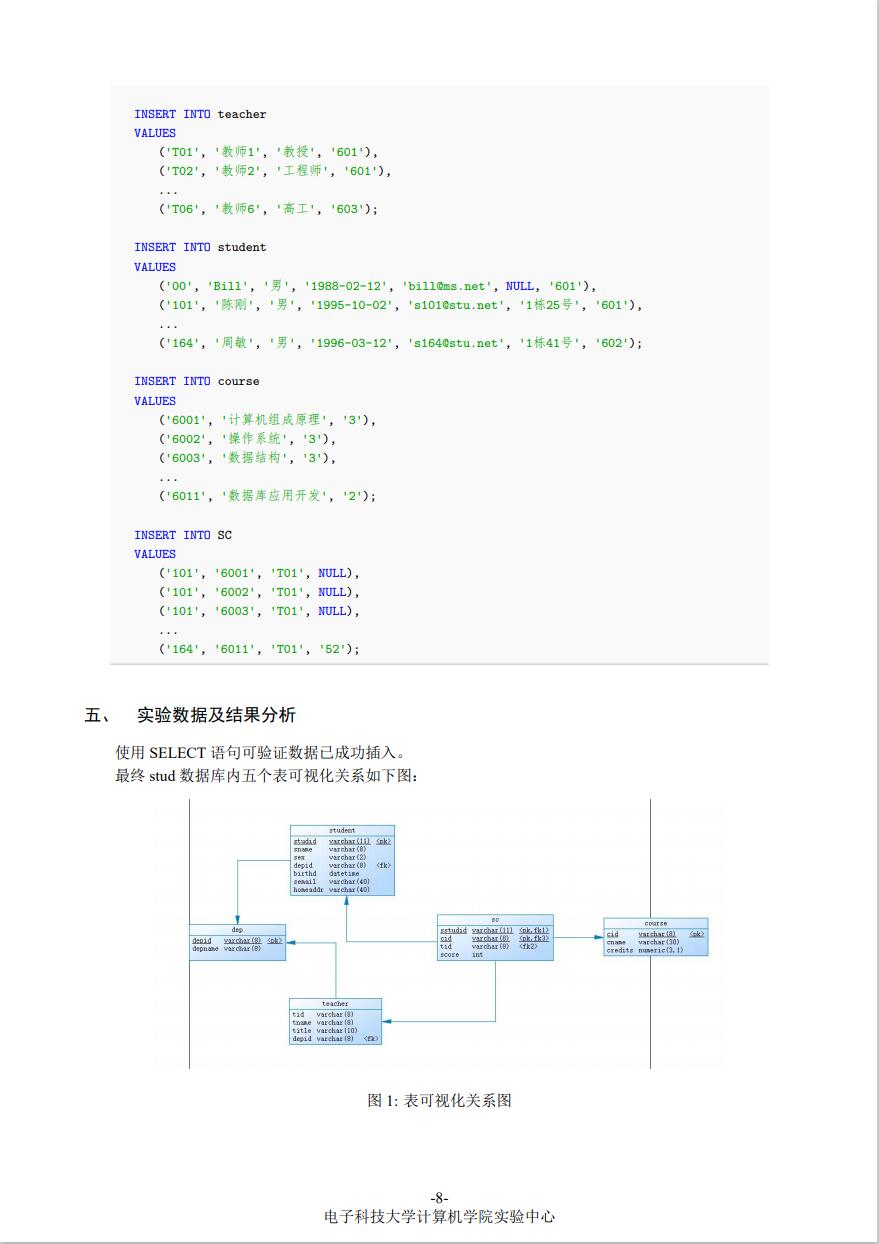 INSERT INTO teacher
VALUES
('T01', '教师1', '教授', '601'),
('T02', '教师2', '工程师', '601'),
...
('T06', '教师6', '高工', '603');
INSERT INTO student
VALUES
('00', 'Bill', '男', '1988-02-12', 'bill@ms.net', NULL, '601'),
('101', '陈刚', '男', '1995-10-02', 's101@stu.net', '1栋25号', '601'),
...
('164', '周敏', '男', '1996-03-12', 's164@stu.net', '1栋41号', '602');
INSERT INTO course
VALUES
('6001', '计算机组成原理', '3'),
('6002', '操作系统', '3'),
('6003', '数据结构', '3'),
...
('6011', '数据库应用开发', '2');
INSERT INTO SC
VALUES
('101', '6001', 'T01', NULL),
('101', '6002', 'T01', NULL),
('101', '6003', 'T01', NULL),
...
('164', '6011', 'T01', '52');
五、 实验数据及结果分析
使用 SELECT 语句可验证数据已成功插入。
最终 stud 数据库内五个表可视化关系如下图：
student
studid varchar(11) <pk>
sname varchar(8)
sex varchar(2)
depid varchar(8) <fk>
birthd datetime
semail varchar(40)
homeaddr varchar(40)
dep
depid varchar(8) <pk>
depname varchar(8)
sc
sstudid varchar(11) <pk,fk1>
cid varchar(8) <pk,fk3>
tid varchar(8) <fk2>
score int
course
cid varchar(8) <pk>
cname varchar(30)
credits numeric(3,1)
teacher
tid varchar(8)
tname varchar(8)
title varchar(10)
depid varchar(8) <fk>
图 1: 表可视化关系图
-8-
电子科技大学计算机学院实验中心